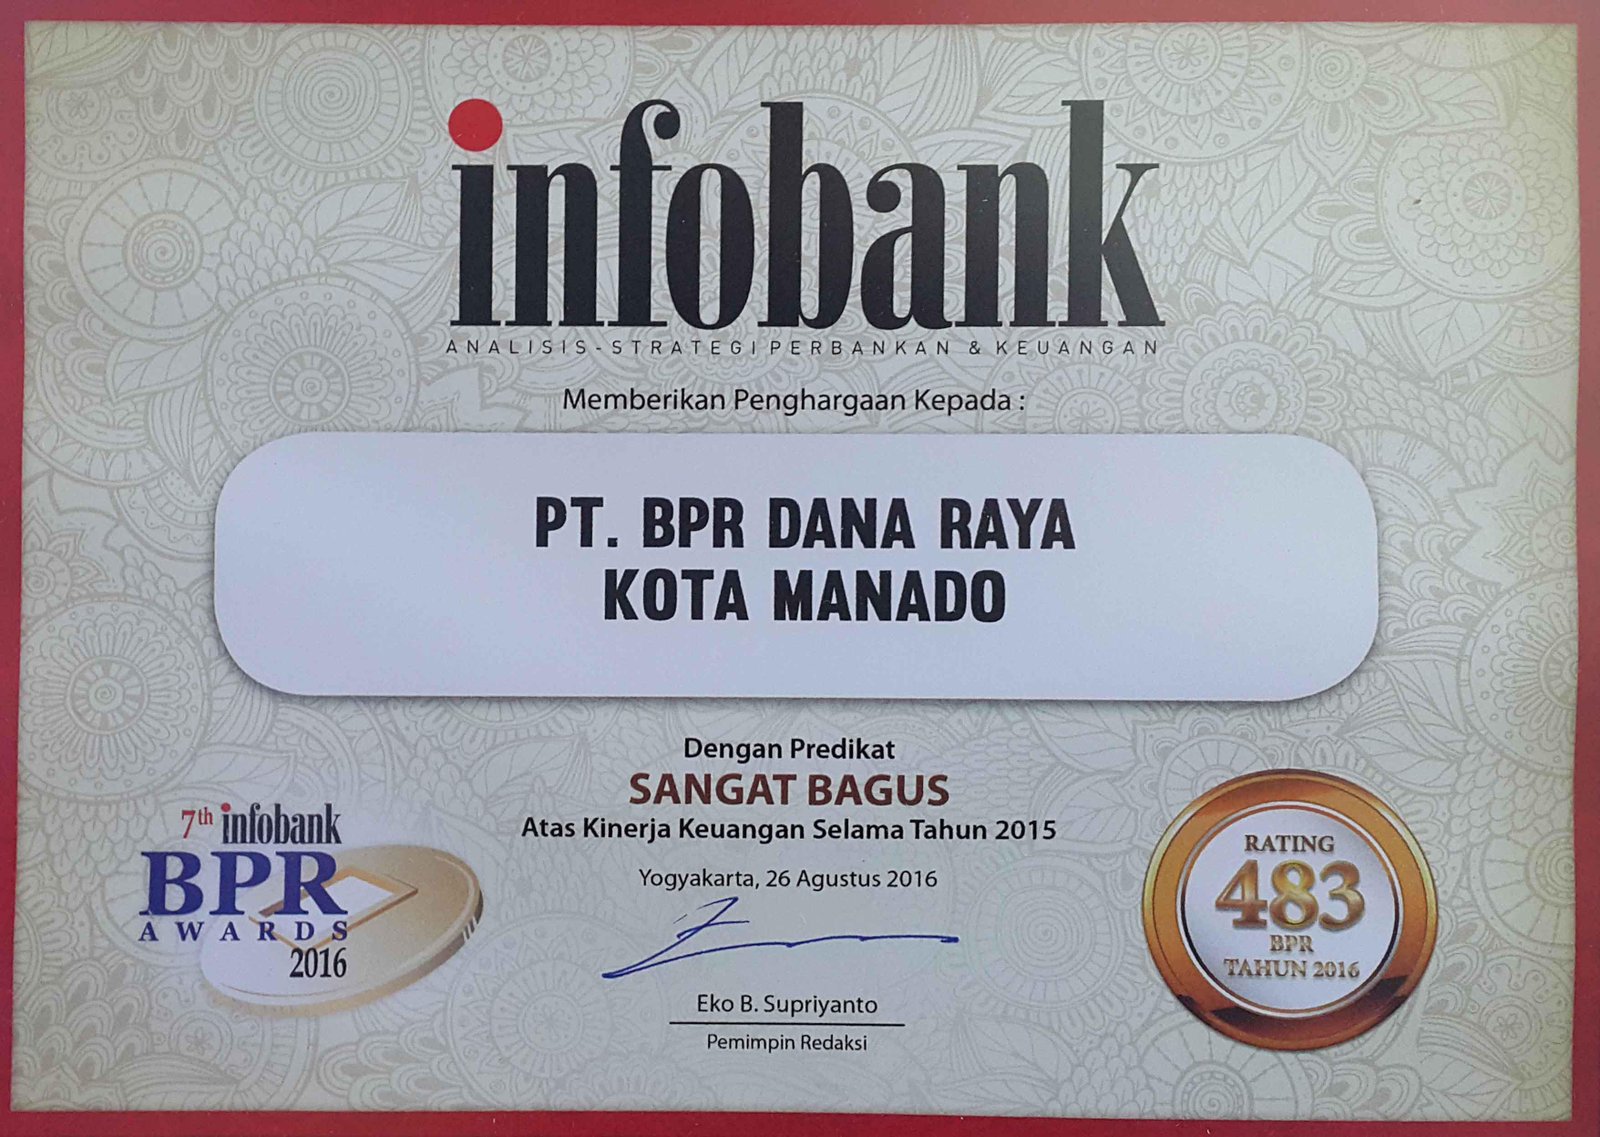 infobank
ANALISIS - STRATEGI PERBANKAN & KEUANGAN
Memberikan Penghargaan Kepada :
PT. BPR DANA RAYA
KOTA MANADO
Dengan Predikat
SANGAT BAGUS
Atas Kinerja Keuangan Selama Tahun 2015
Yogyakarta, 26 Agustus 2016
Eko B. Supriyanto
Pemimpin Redaksi
7th infobank
BPR
AWARDS
2016
RATING
483
BPR
TAHUN 2016